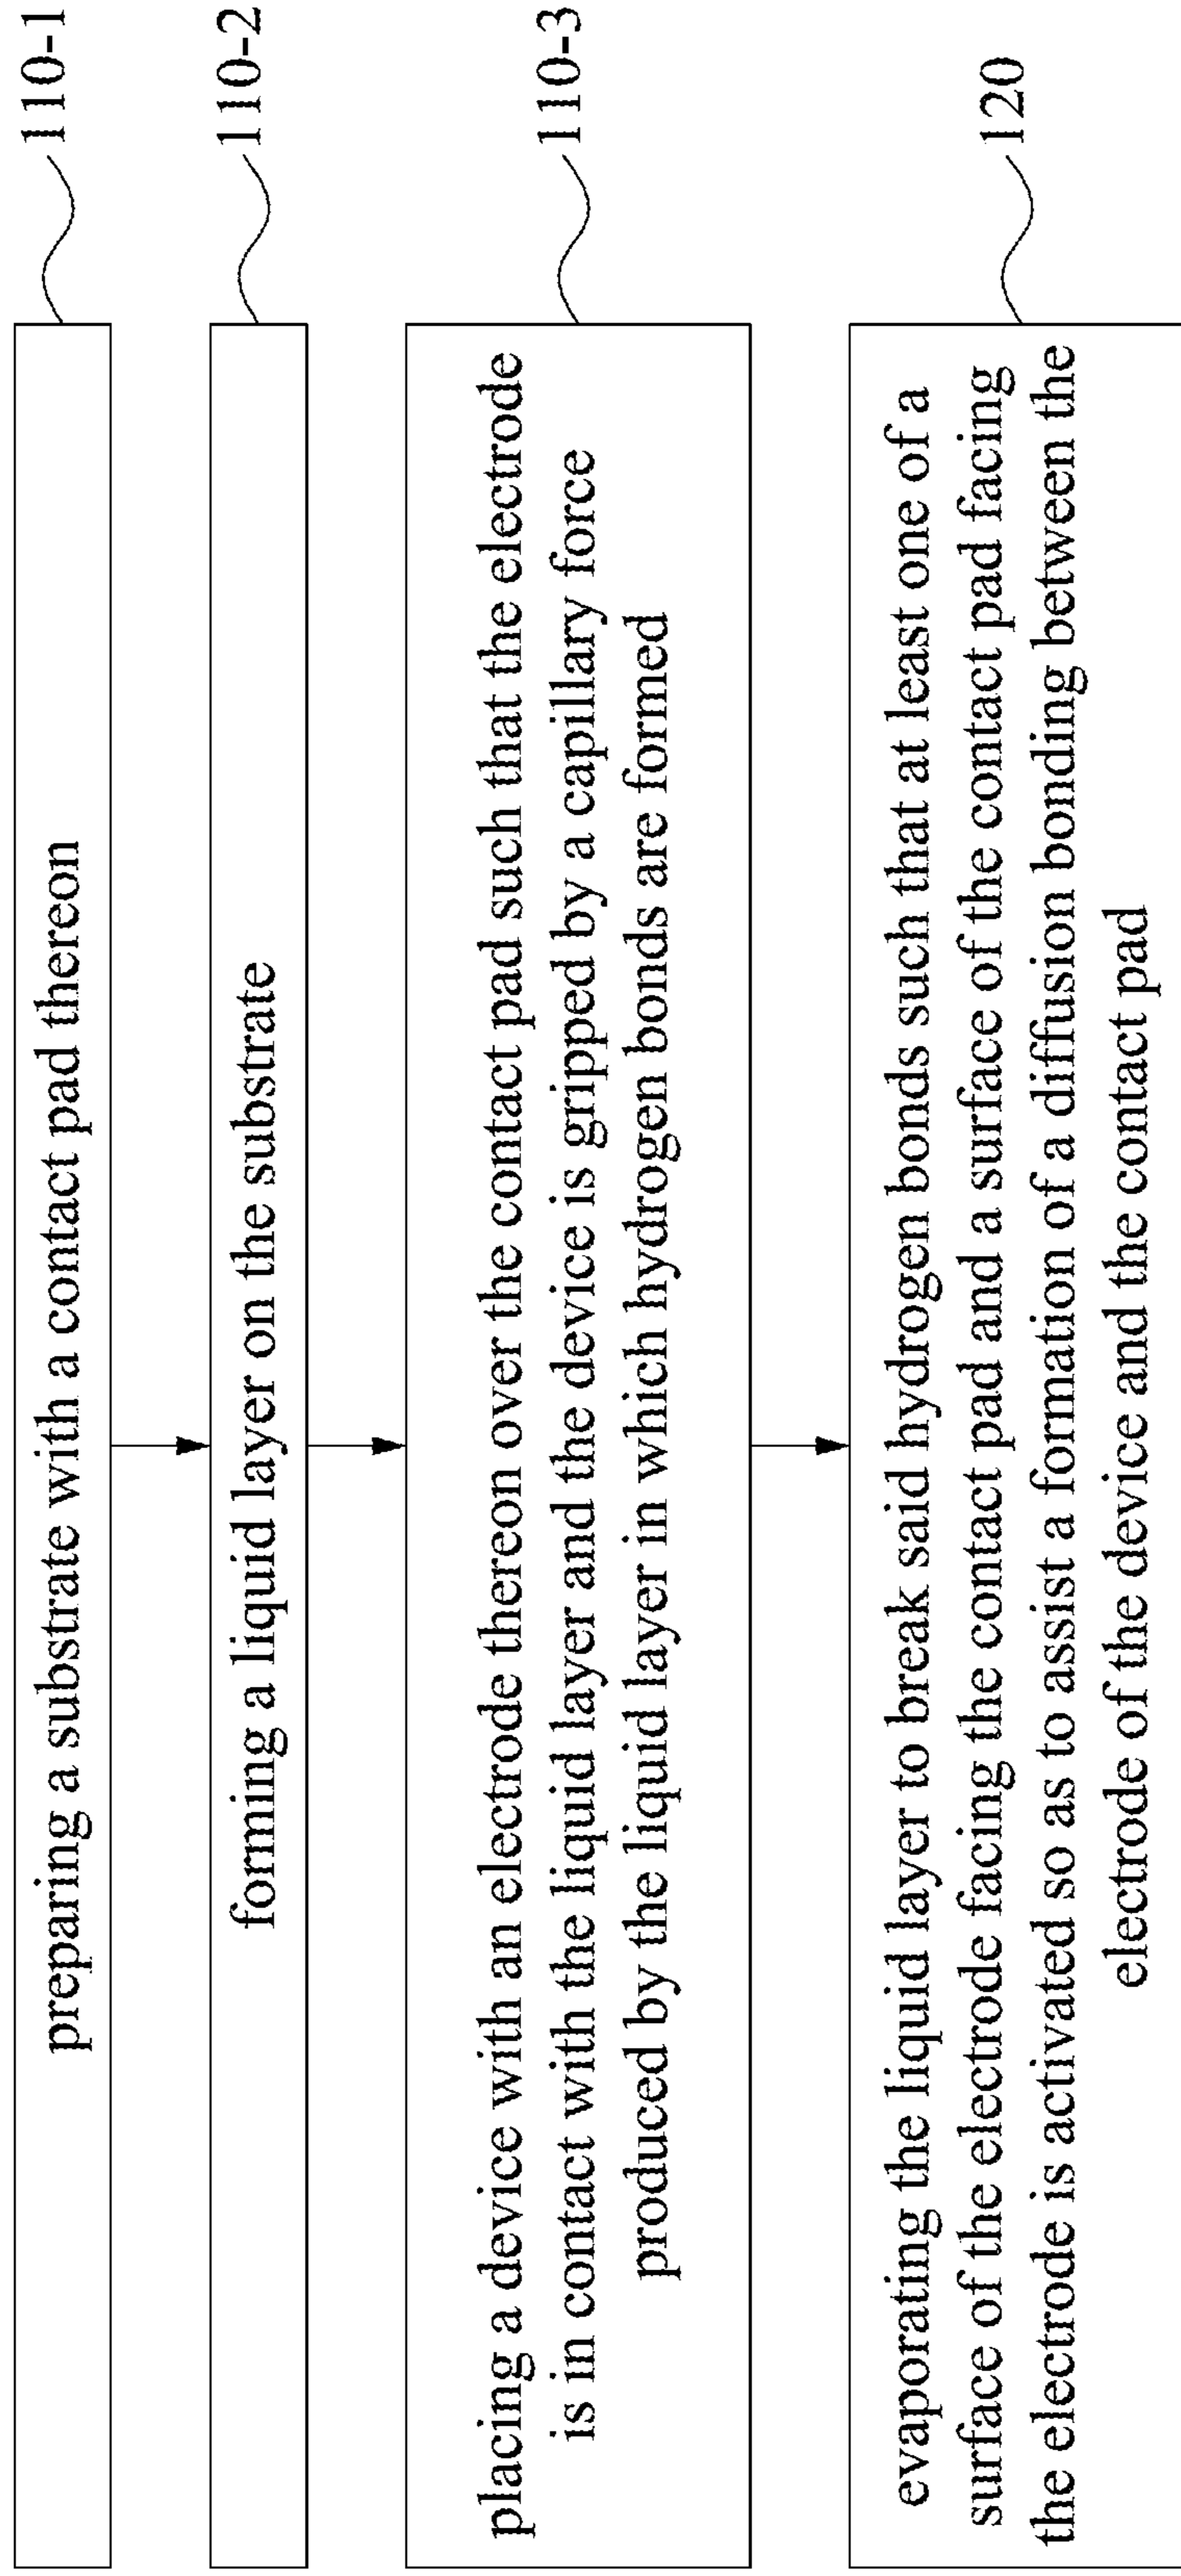 preparing a substrate with a contact pad thereon
110-1
forming a liquid layer on the substrate
110-2
placing a device with an electrode thereon over the contact pad such that the electrode
is in contact with the liquid layer and the device is gripped by a capillary force
produced by the liquid layer in which hydrogen bonds are formed
110-3
evaporating the liquid layer to break said hydrogen bonds such that at least one of a
surface of the electrode facing the contact pad and a surface of the contact pad facing
the electrode is activated so as to assist a formation of a diffusion bonding between the
electrode of the device and the contact pad
120